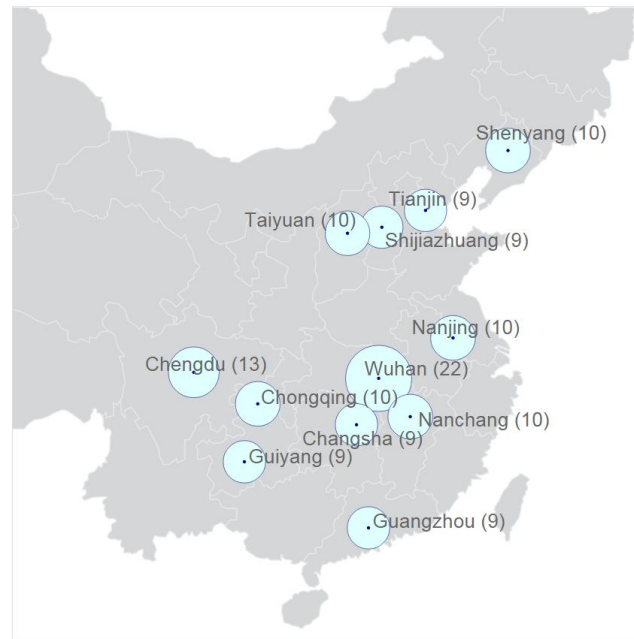 Shenyang (10)
Tianjin (9)
Taiyuan (10)
Shijiazhuang (9)
Nanjing (10)
Chengdu (13)
Wuhan (22)
Chongqing (10)
Nanchang (10)
Changsha (9)
Guiyang (9)
Guangzhou (9)